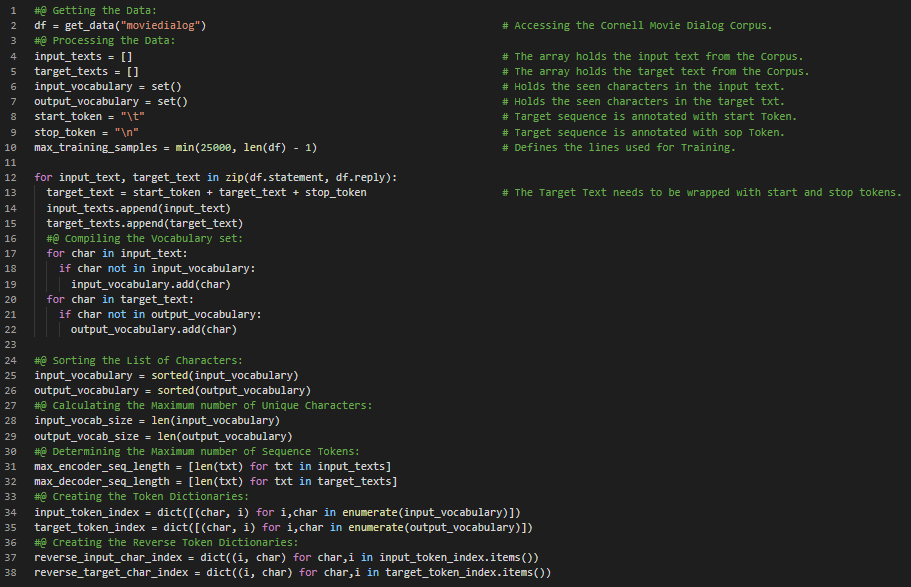 1 #@ Getting the Data:
2 df = get_data("moviedialog") # Accessing the Cornell Movie Dialog Corpus.
3 #@ Processing the Data:
4 input_texts = [] # The array holds the input text from the Corpus.
5 target_texts = [] # The array holds the target text from the Corpus.
6 input_vocabulary = set() # Holds the seen characters in the input text.
7 output_vocabulary = set() # Holds the seen characters in the target txt.
8 start_token = "\t" # Target sequence is annotated with start Token.
9 stop_token = "\n" # Target sequence is annotated with sop Token.
10 max_training_samples = min(25000, len(df) - 1) # Defines the lines used for Training.
11
12 for input_text, target_text in zip(df.statement, df.reply):
13 target_text = start_token + target_text + stop_token # The Target Text needs to be wrapped with start and stop tokens.
14 input_texts.append(input_text)
15 target_texts.append(target_text)
16 #@ Compiling the Vocabulary set:
17 for char in input_text:
18 if char not in input_vocabulary:
19 input_vocabulary.add(char)
20 for char in target_text:
21 if char not in output_vocabulary:
22 output_vocabulary.add(char)
23
24 #@ Sorting the List of Characters:
25 input_vocabulary = sorted(input_vocabulary)
26 output_vocabulary = sorted(output_vocabulary)
27 #@ Calculating the Maximum number of Unique Characters:
28 input_vocab_size = len(input_vocabulary)
29 output_vocab_size = len(output_vocabulary)
30 #@ Determining the Maximum number of Sequence Tokens:
31 max_encoder_seq_length = [len(txt) for txt in input_texts]
32 max_decoder_seq_length = [len(txt) for txt in target_texts]
33 #@ Creating the Token Dictionaries:
34 input_token_index = dict([(char, i) for i,char in enumerate(input_vocabulary)])
35 target_token_index = dict([(char, i) for i,char in enumerate(output_vocabulary)])
36 #@ Creating the Reverse Token Dictionaries:
37 reverse_input_char_index = dict((i, char) for char,i in input_token_index.items())
38 reverse_target_char_index = dict((i, char) for char,i in target_token_index.items())